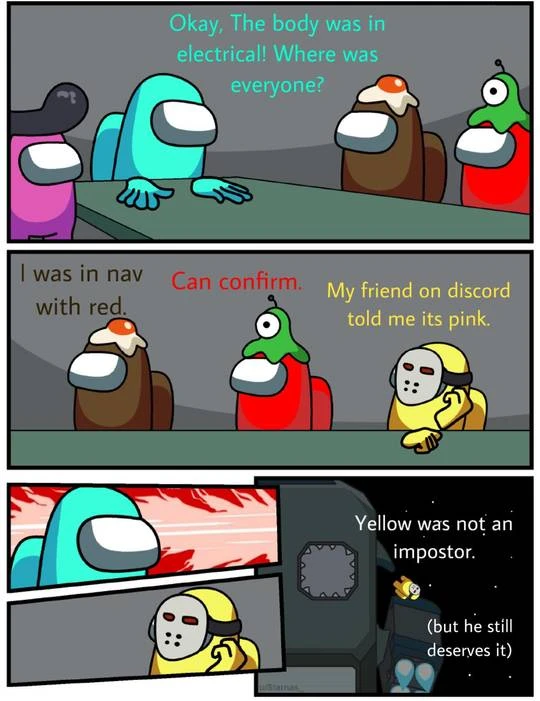 Okay, The body was in
electrical! Where was
everyone?
I was in nav
with red.
Can confirm.
My friend on discord
told me its pink.
Yellow was not an
impostor.
(but he still
deserves it)